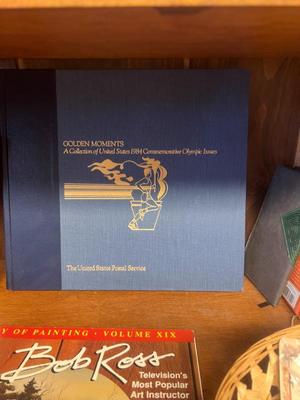 GOLDEN MOMENTS
A Collection of United States 1984 Commemorative Olympic Issues
The United States Postal Service
Y OF PAINTING • VOLUME XIX
Bob Ross
Television's
Most Popular
Art Instructor